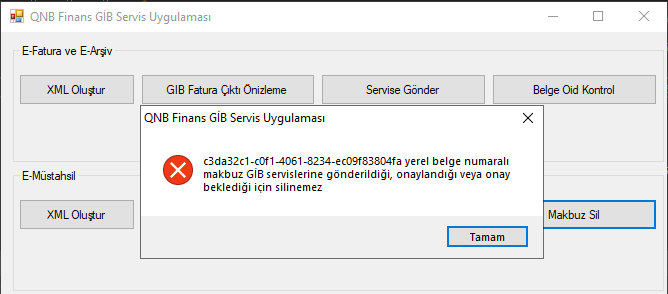 QNB Finans GİB Servis Uygulaması
E-Fatura ve E-Arşiv
XML Oluştur
GİB Fatura Çıktı Önizleme
Servise Gönder
Belge Oid Kontrol
QNB Finans GİB Servis Uygulaması
c3da32c1-c0f1-4061-8234-ec09f83804fa yerel belge numaralı
makbuz GİB servislerine gönderildiği, onaylandığı veya onay
beklediği için silinemez
Tamam
E-Müstahsil
XML Oluştur
Makbuz Sil